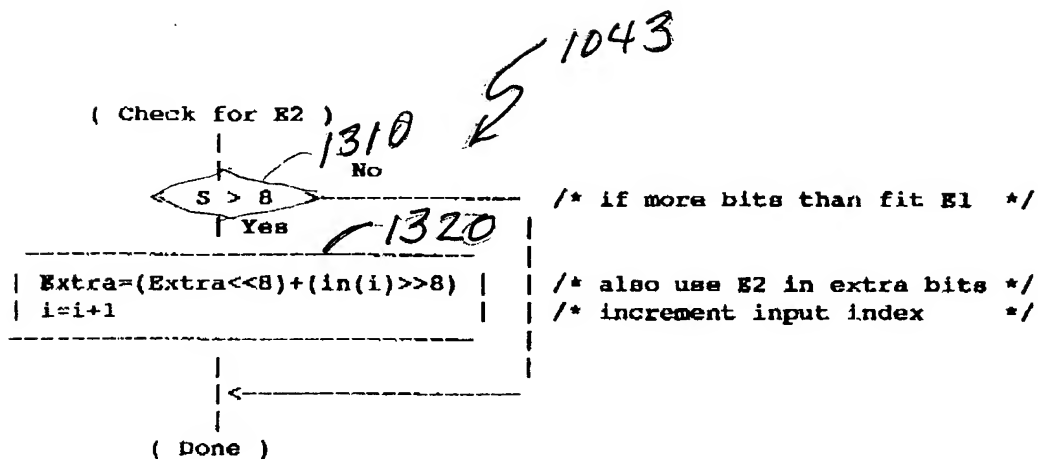 1043
( Check for E2 )
1310
No
< S > 8 > /* if more bits than fit E1 */
Yes
1320
Extra=(Extra<<8)+(in(i)>>8) /* also use E2 in extra bits */
i=i+1 /* increment input index */
( Done )